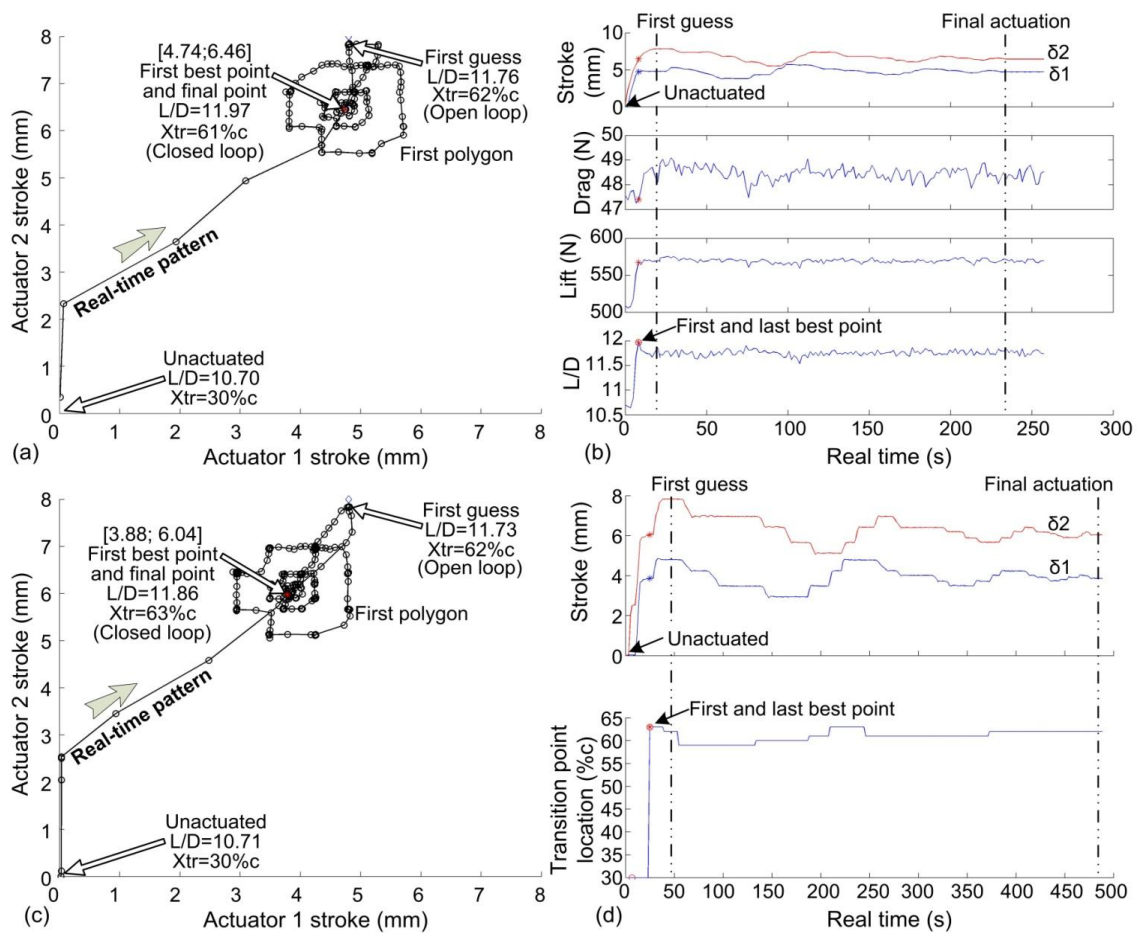 8
7
6
5
4
3
2
1
0
Actuator 2 stroke (mm)
[4.74;6.46]
First best point
and final point
L/D=11.97
Xtr=61%c
(Closed loop)
First guess
L/D=11.76
Xtr=62%c
(Open loop)
First polygon
Real-time pattern
Unactuated
L/D=10.70
Xtr=30%c
0 1 2 3 4 5 6 7 8
Actuator 1 stroke (mm)
(a)
First guess
Final actuation
Stroke
(mm)
10
5
0
δ2
δ1
Unactuated
Drag (N)
50
49
48
47
Lift (N)
600
550
500
First and last best point
L/D
12
11.5
11
10.5
0 50 100 150 200 250 300
Real time (s)
(b)
8
7
6
5
4
3
2
1
0
Actuator 2 stroke (mm)
[3.88; 6.04]
First best point
and final point
L/D=11.86
Xtr=63%c
(Closed loop)
First guess
L/D=11.73
Xtr=62%c
(Open loop)
First polygon
Real-time pattern
Unactuated
L/D=10.71
Xtr=30%c
0 1 2 3 4 5 6 7 8
Actuator 1 stroke (mm)
(c)
First guess
Final actuation
Stroke (mm)
8
6
4
2
0
δ2
δ1
Unactuated
First and last best point
Transition point
location (%c)
65
60
55
50
45
40
35
30
0 50 100 150 200 250 300 350 400 450 500
Real time (s)
(d)